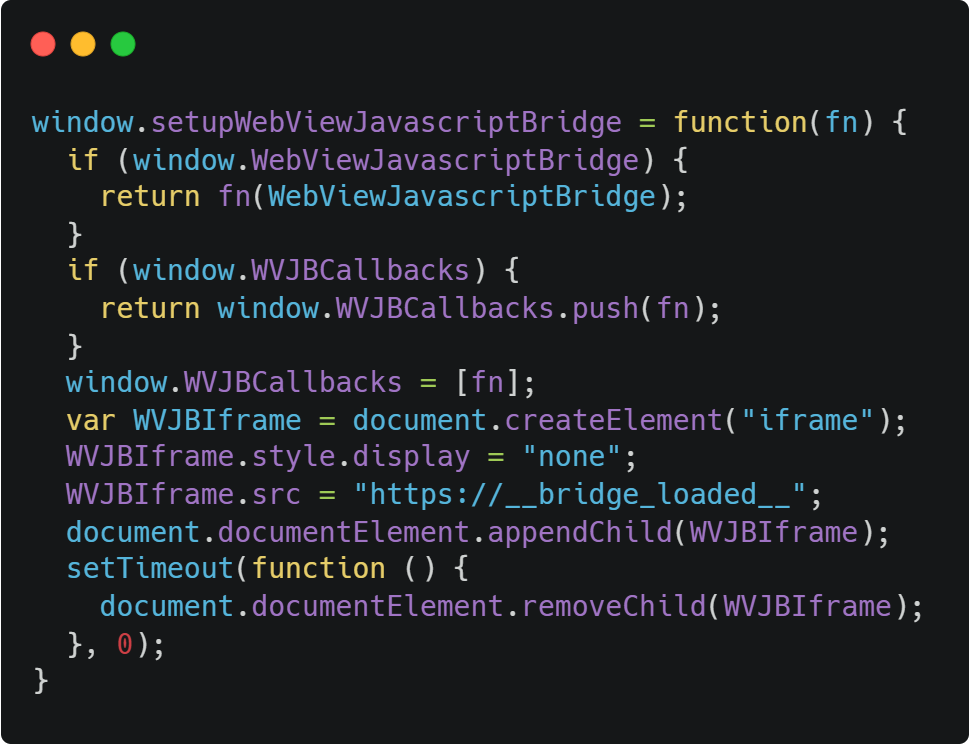 window.setupWebViewJavascriptBridge = function(fn) {
  if (window.WebViewJavascriptBridge) {
    return fn(WebViewJavascriptBridge);
  }
  if (window.WVJBCallbacks) {
    return window.WVJBCallbacks.push(fn);
  }
  window.WVJBCallbacks = [fn];
  var WVJBIframe = document.createElement("iframe");
  WVJBIframe.style.display = "none";
  WVJBIframe.src = "https://__bridge_loaded__";
  document.documentElement.appendChild(WVJBIframe);
  setTimeout(function () {
    document.documentElement.removeChild(WVJBIframe);
  }, 0);
}